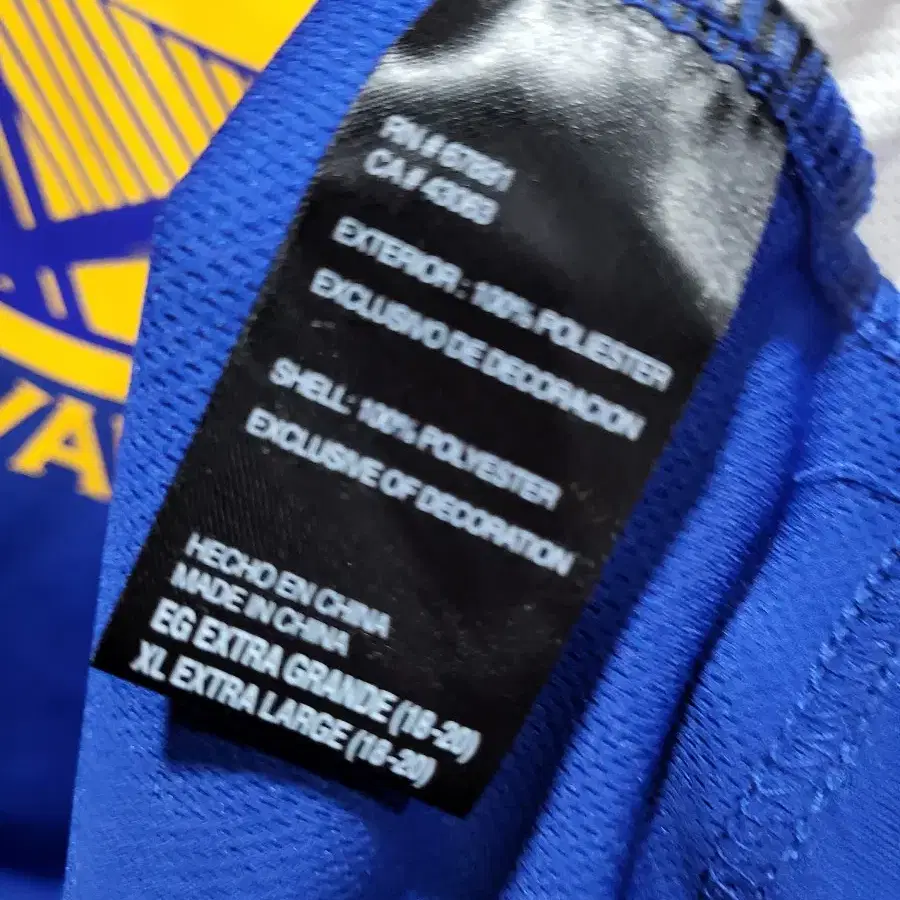 RN # 67891
CA # 43063
EXTERIOR : 100% POLIESTER
EXCLUSIVO DE DECORACION
SHELL: 100% POLYESTER
EXCLUSIVE OF DECORATION
HECHO EN CHINA
MADE IN CHINA
EG EXTRA GRANDE (18-20)
XL EXTRA LARGE (18-20)